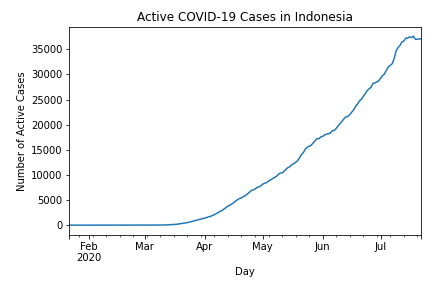 Active COVID-19 Cases in Indonesia
Number of Active Cases
35000
30000
25000
20000
15000
10000
5000
0
Feb Mar Apr May Jun Jul
2020
Day